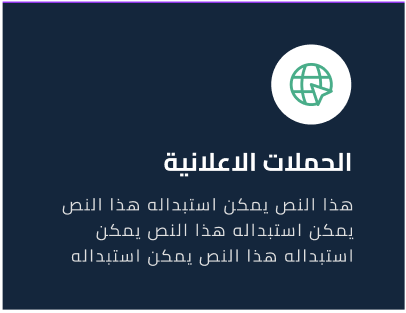 الحملات الاعلانية
هذا النص يمكن استبداله هذا النص
يمكن استبداله هذا النص يمكن
استبداله هذا النص يمكن استبداله